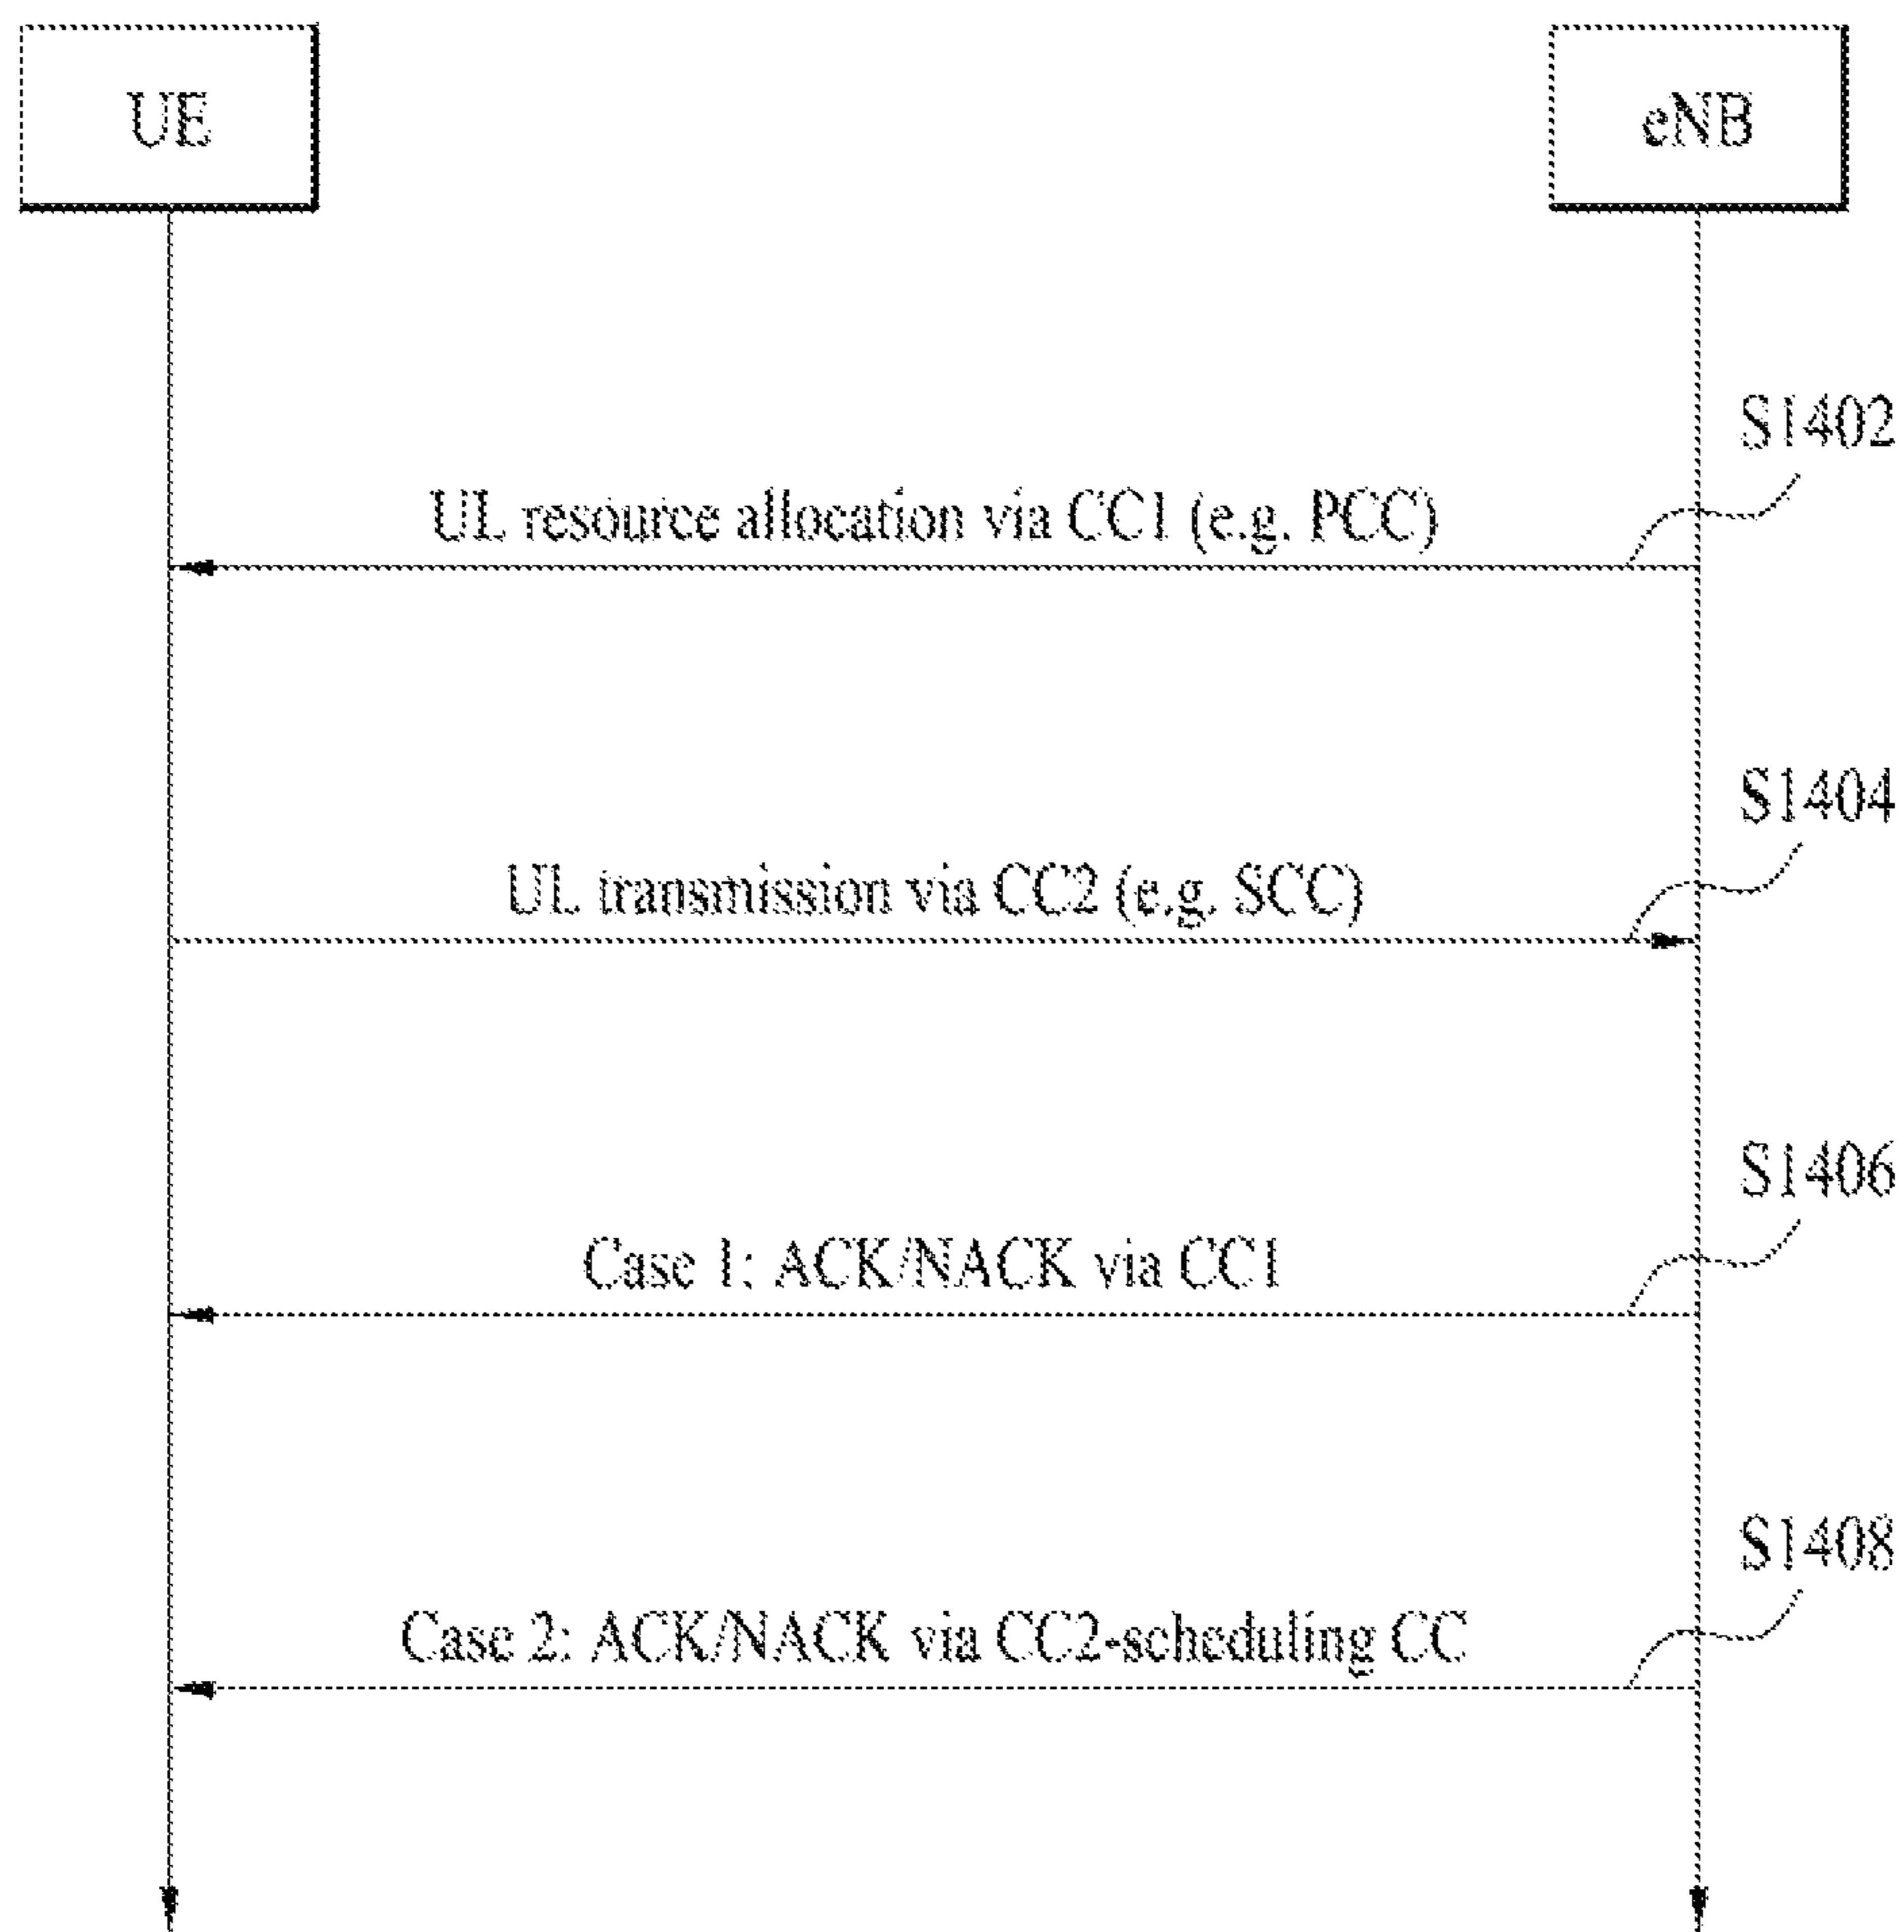 UE
eNB
S1402
UL resource allocation via CC1 (e.g. PCC)
S1404
UL transmission via CC2 (e.g. SCC)
S1406
Case 1: ACK/NACK via CC1
S1408
Case 2: ACK/NACK via CC2-scheduling CC